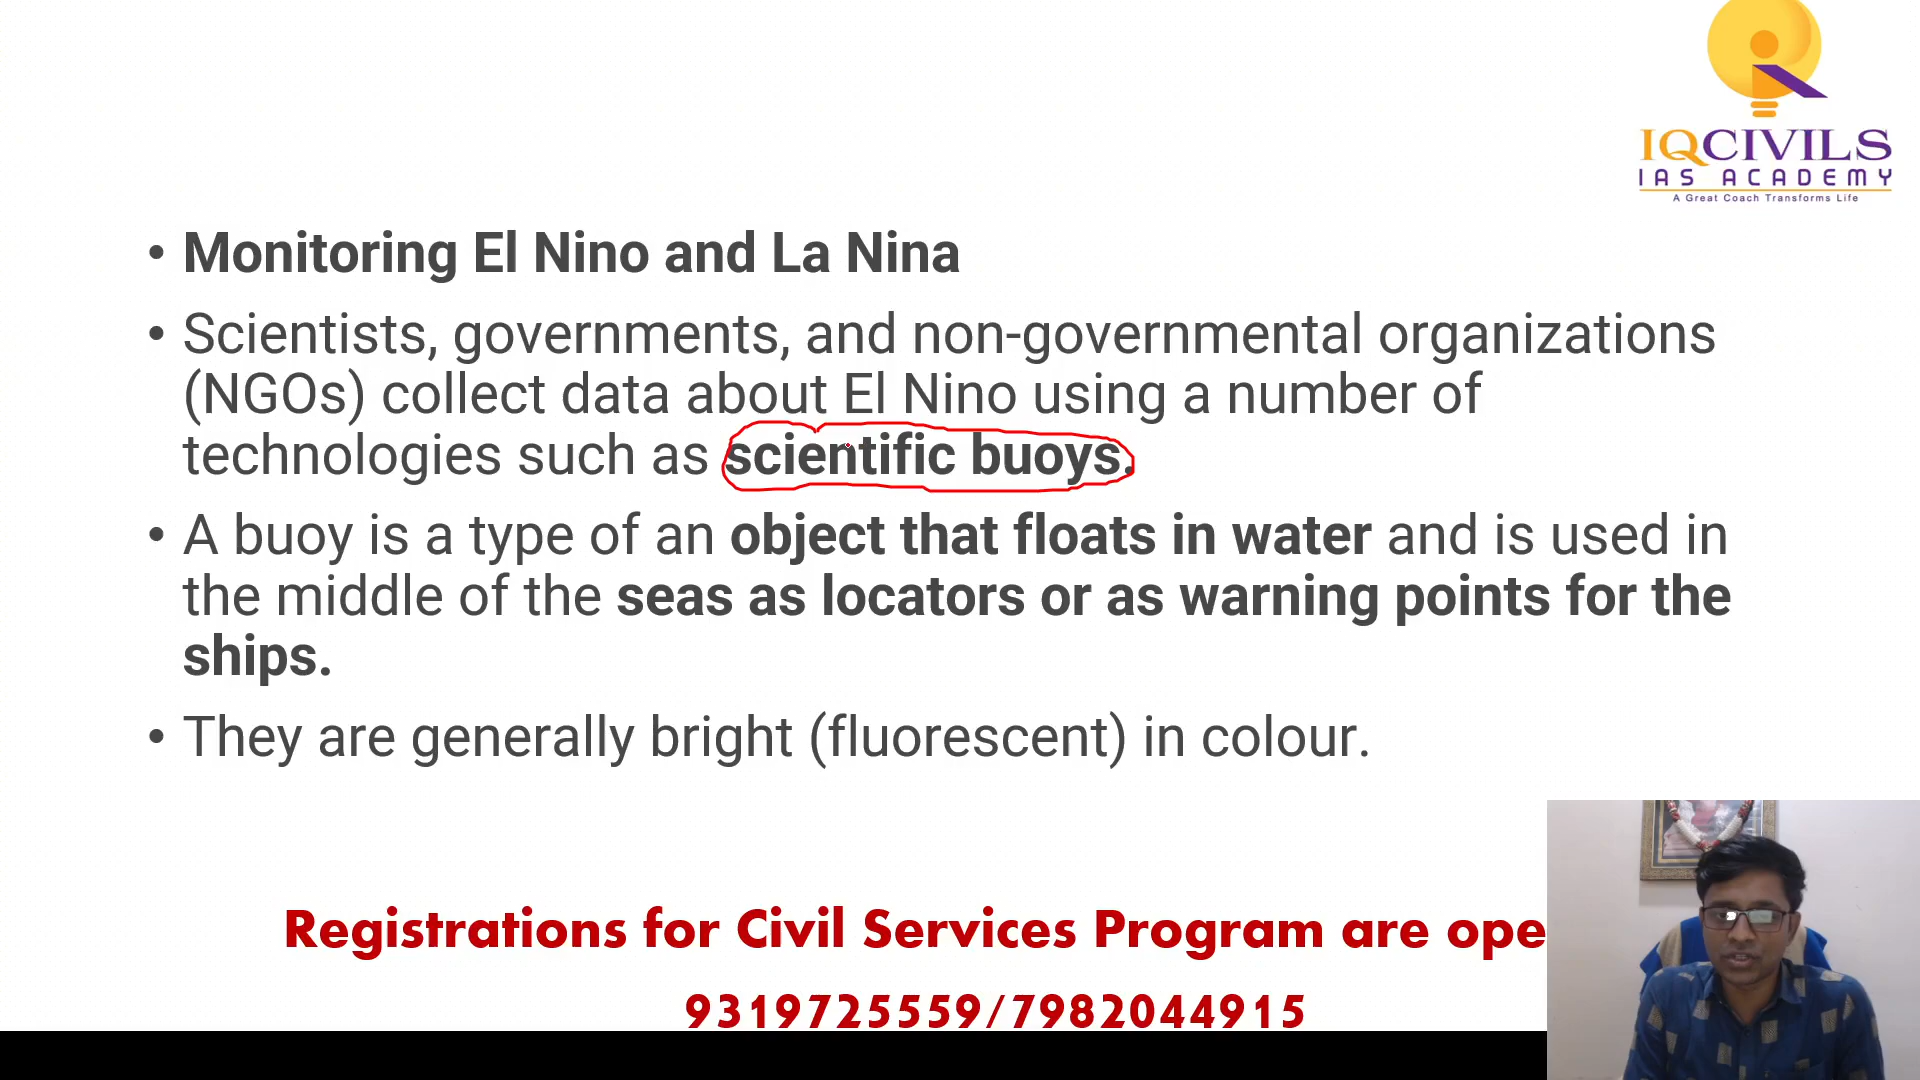 IQCIVILS
IAS ACADEMY
A Great Coach Transforms Life
• Monitoring El Nino and La Nina
• Scientists, governments, and non-governmental organizations
(NGOs) collect data about El Nino using a number of
technologies such as scientific buoys.
• A buoy is a type of an object that floats in water and is used in
the middle of the seas as locators or as warning points for the
ships.
• They are generally bright (fluorescent) in colour.
Registrations for Civil Services Program are ope
9319725559/7982044915